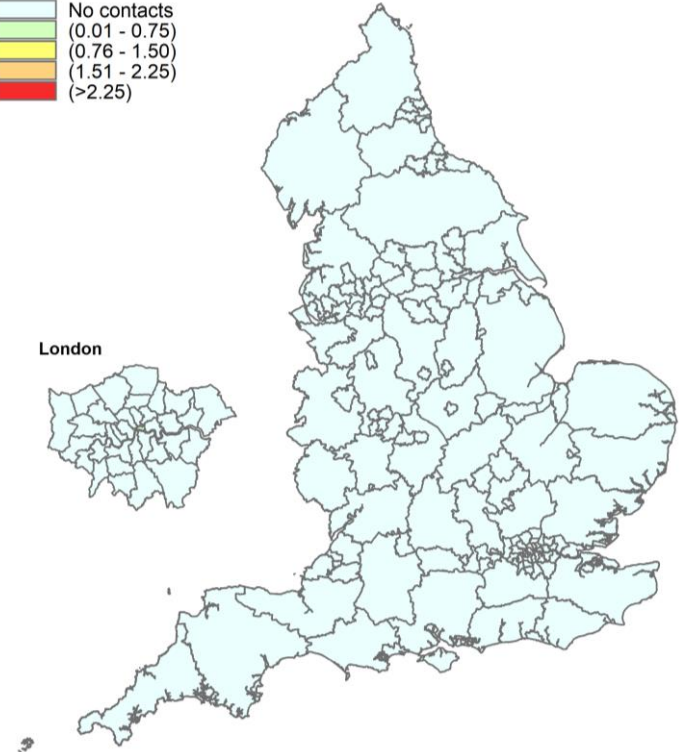 No contacts
(0.01 - 0.75)
(0.76 - 1.50)
(1.51 - 2.25)
(>2.25)
London